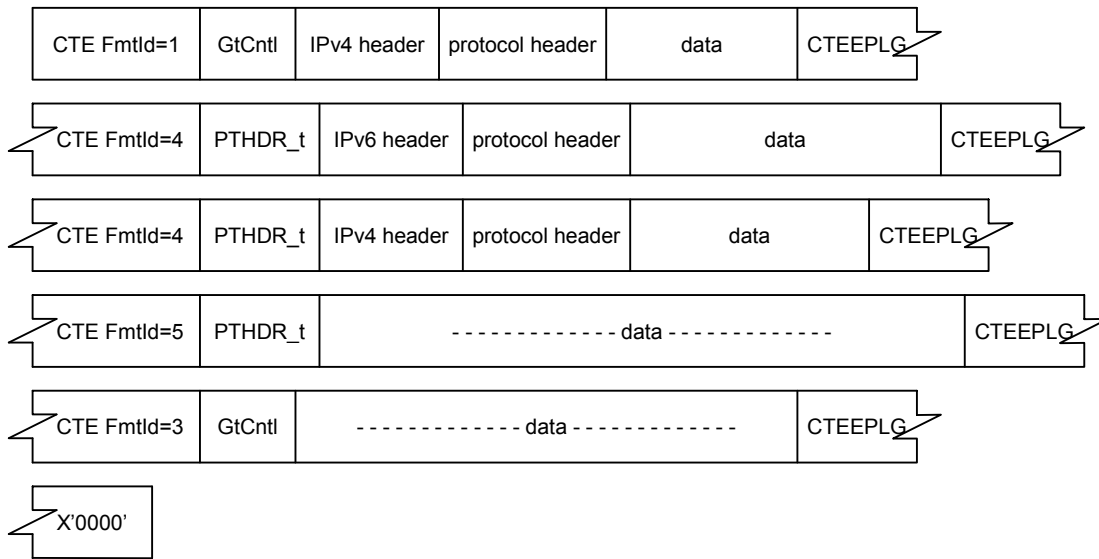 CTE FmtId=1 GtCntl IPv4 header protocol header data CTEEPLG
CTE FmtId=4 PTHDR_t IPv6 header protocol header data CTEEPLG
CTE FmtId=4 PTHDR_t IPv4 header protocol header data CTEEPLG
CTE FmtId=5 PTHDR_t - - - - - - - - - - - - - data - - - - - - - - - - - - - CTEEPLG
CTE FmtId=3 GtCntl - - - - - - - - - - - - - data - - - - - - - - - - - - - CTEEPLG
X'0000'